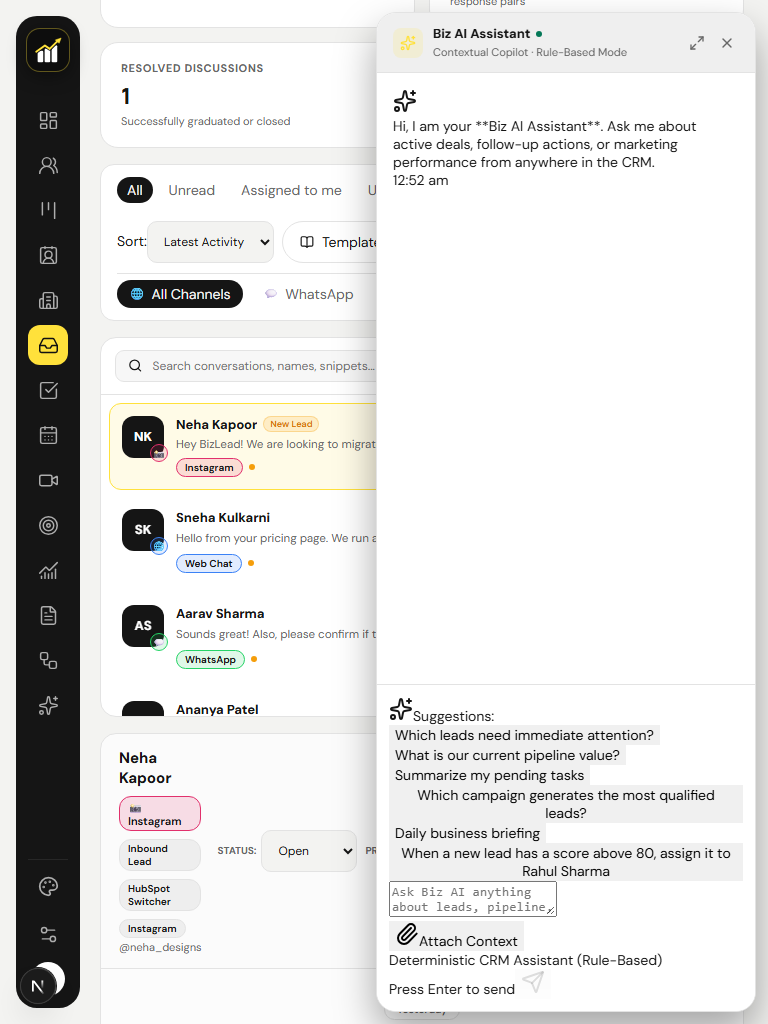 response pairs
RESOLVED DISCUSSIONS
1
Successfully graduated or closed
All
Unread
Assigned to me
U
Sort:
Latest Activity
Template
All Channels
WhatsApp
Search conversations, names, snippets...
NK
Neha Kapoor
New Lead
Hey BizLead! We are looking to migrat
Instagram
SK
Sneha Kulkarni
Hello from your pricing page. We run a
Web Chat
AS
Aarav Sharma
Sounds great! Also, please confirm if t
WhatsApp
Ananya Patel
Neha
Kapoor
Instagram
Inbound
Lead
HubSpot
Switcher
Instagram
@neha_designs
STATUS:
Open
PR
N
Biz AI Assistant
Contextual Copilot · Rule-Based Mode
Hi, I am your **Biz AI Assistant**. Ask me about
active deals, follow-up actions, or marketing
performance from anywhere in the CRM.
12:52 am
Suggestions:
Which leads need immediate attention?
What is our current pipeline value?
Summarize my pending tasks
Which campaign generates the most qualified
leads?
Daily business briefing
When a new lead has a score above 80, assign it to
Rahul Sharma
Ask Biz AI anything
about leads, pipeline,
Attach Context
Deterministic CRM Assistant (Rule-Based)
Press Enter to send
Yesterday